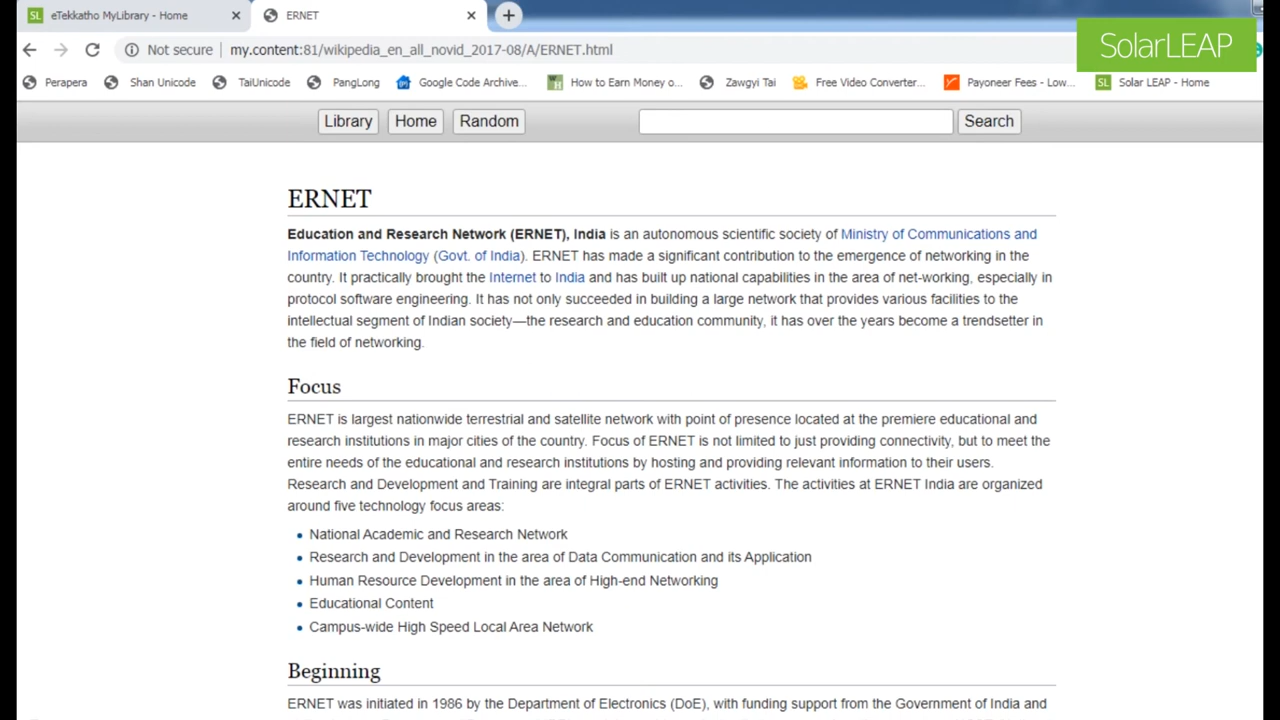 SL eTekkatho MyLibrary - Home
ERNET
Not secure my.content:81/wikipedia_en_all_novid_2017-08/A/ERNET.html
SolarLEAP
Perapera Shan Unicode TaiUnicode PangLong Google Code Archive... How to Earn Money o... Zawgyi Tai Free Video Converter... Payoneer Fees - Low... SL Solar LEAP - Home
Library Home Random Search
ERNET
Education and Research Network (ERNET), India is an autonomous scientific society of Ministry of Communications and
Information Technology (Govt. of India). ERNET has made a significant contribution to the emergence of networking in the
country. It practically brought the Internet to India and has built up national capabilities in the area of net-working, especially in
protocol software engineering. It has not only succeeded in building a large network that provides various facilities to the
intellectual segment of Indian society—the research and education community, it has over the years become a trendsetter in
the field of networking.
Focus
ERNET is largest nationwide terrestrial and satellite network with point of presence located at the premiere educational and
research institutions in major cities of the country. Focus of ERNET is not limited to just providing connectivity, but to meet the
entire needs of the educational and research institutions by hosting and providing relevant information to their users.
Research and Development and Training are integral parts of ERNET activities. The activities at ERNET India are organized
around five technology focus areas:
National Academic and Research Network
Research and Development in the area of Data Communication and its Application
Human Resource Development in the area of High-end Networking
Educational Content
Campus-wide High Speed Local Area Network
Beginning
ERNET was initiated in 1986 by the Department of Electronics (DoE), with funding support from the Government of India and